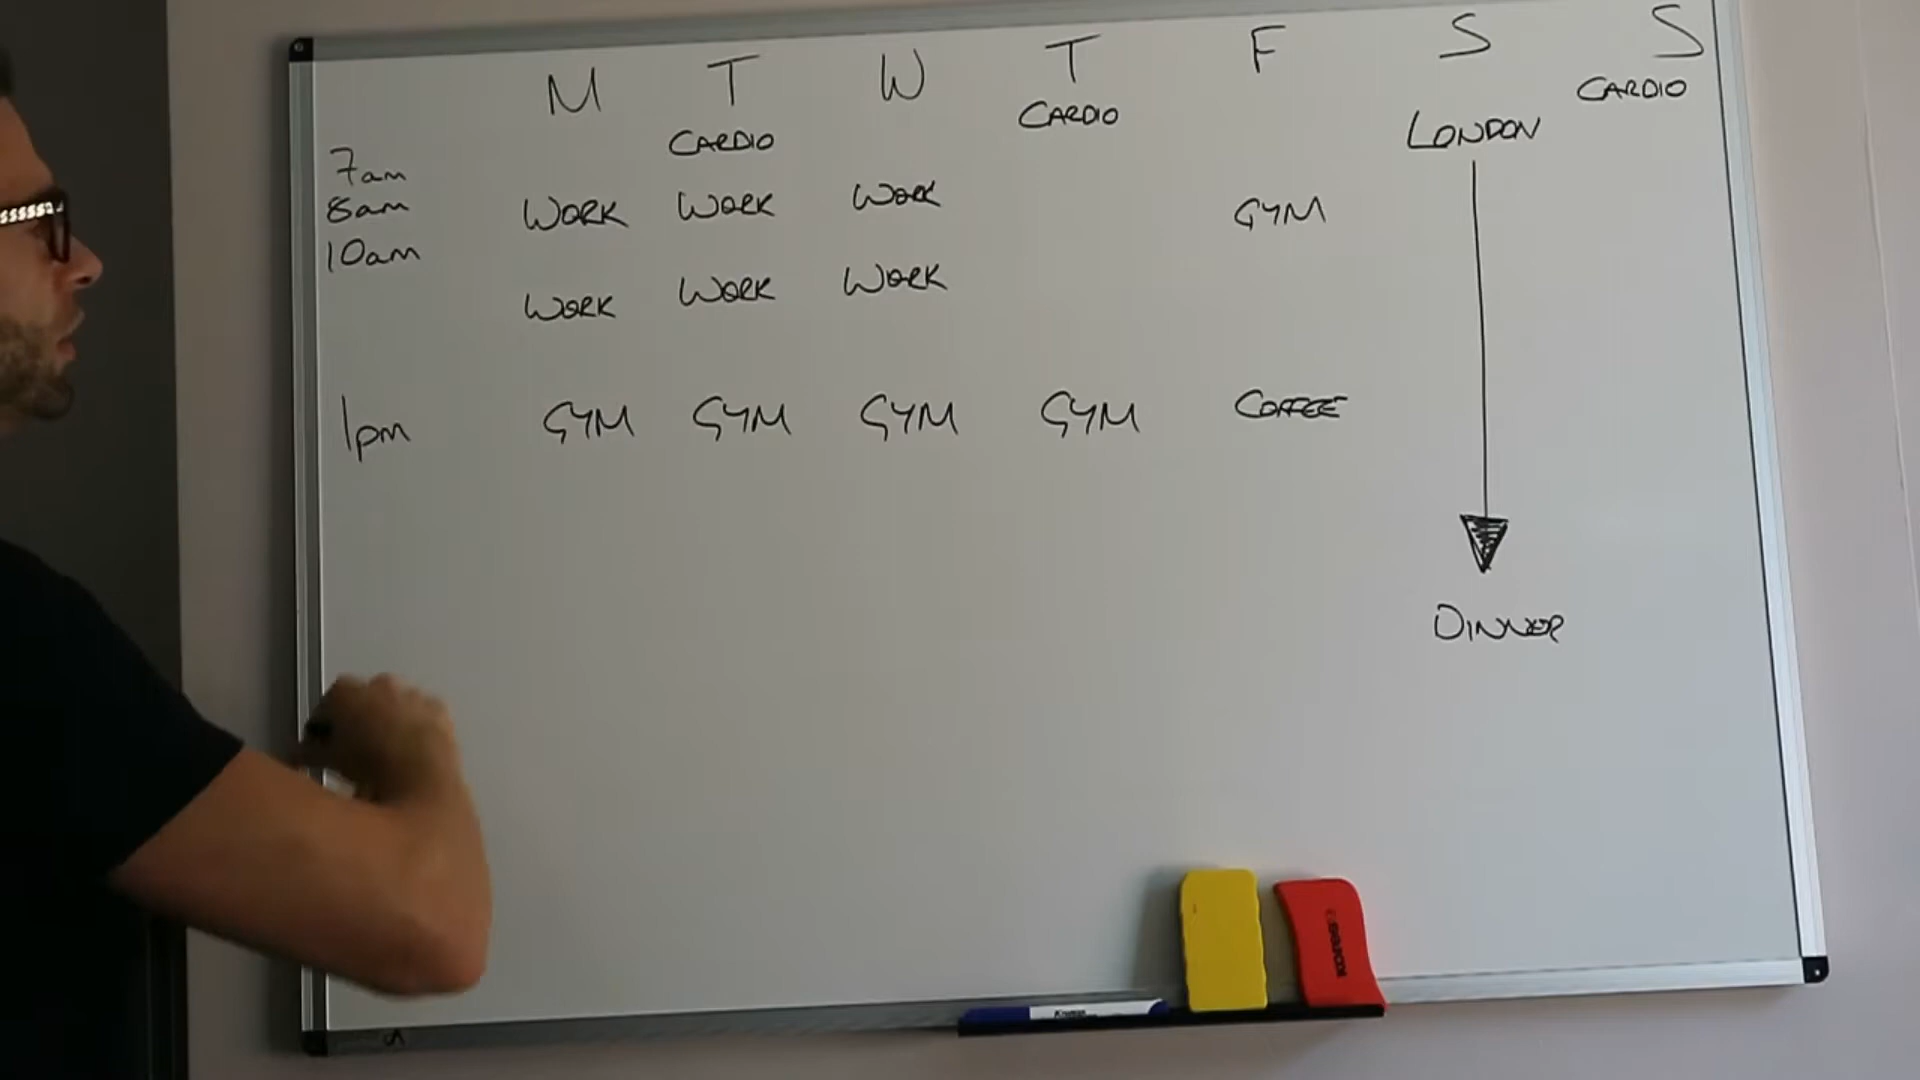 M T W T F S S
CARDIO CARDIO LONDON CARDIO
7am
8am WORK WORK WORK GYM
10am
WORK WORK WORK
1pm GYM GYM GYM GYM COFFEE
DINNER